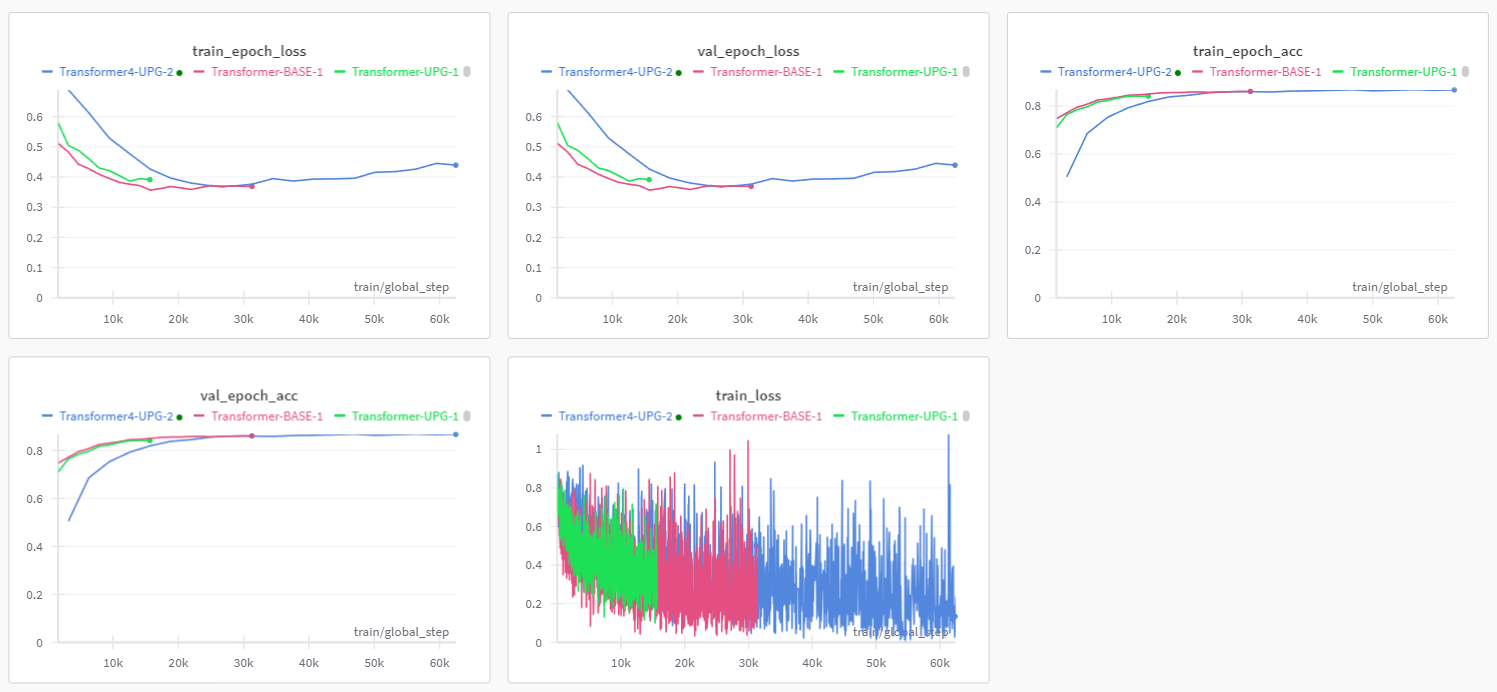 train_epoch_loss
Transformer4-UPG-2 Transformer-BASE-1 Transformer-UPG-1
0.6
0.5
0.4
0.3
0.2
0.1
0
train/global_step
10k 20k 30k 40k 50k 60k
val_epoch_loss
Transformer4-UPG-2 Transformer-BASE-1 Transformer-UPG-1
0.6
0.5
0.4
0.3
0.2
0.1
0
train/global_step
10k 20k 30k 40k 50k 60k
train_epoch_acc
Transformer4-UPG-2 Transformer-BASE-1 Transformer-UPG-1
0.8
0.6
0.4
0.2
0
train/global_step
10k 20k 30k 40k 50k 60k
val_epoch_acc
Transformer4-UPG-2 Transformer-BASE-1 Transformer-UPG-1
0.8
0.6
0.4
0.2
0
train/global_step
10k 20k 30k 40k 50k 60k
train_loss
Transformer4-UPG-2 Transformer-BASE-1 Transformer-UPG-1
1
0.8
0.6
0.4
0.2
0
train/global_step
10k 20k 30k 40k 50k 60k